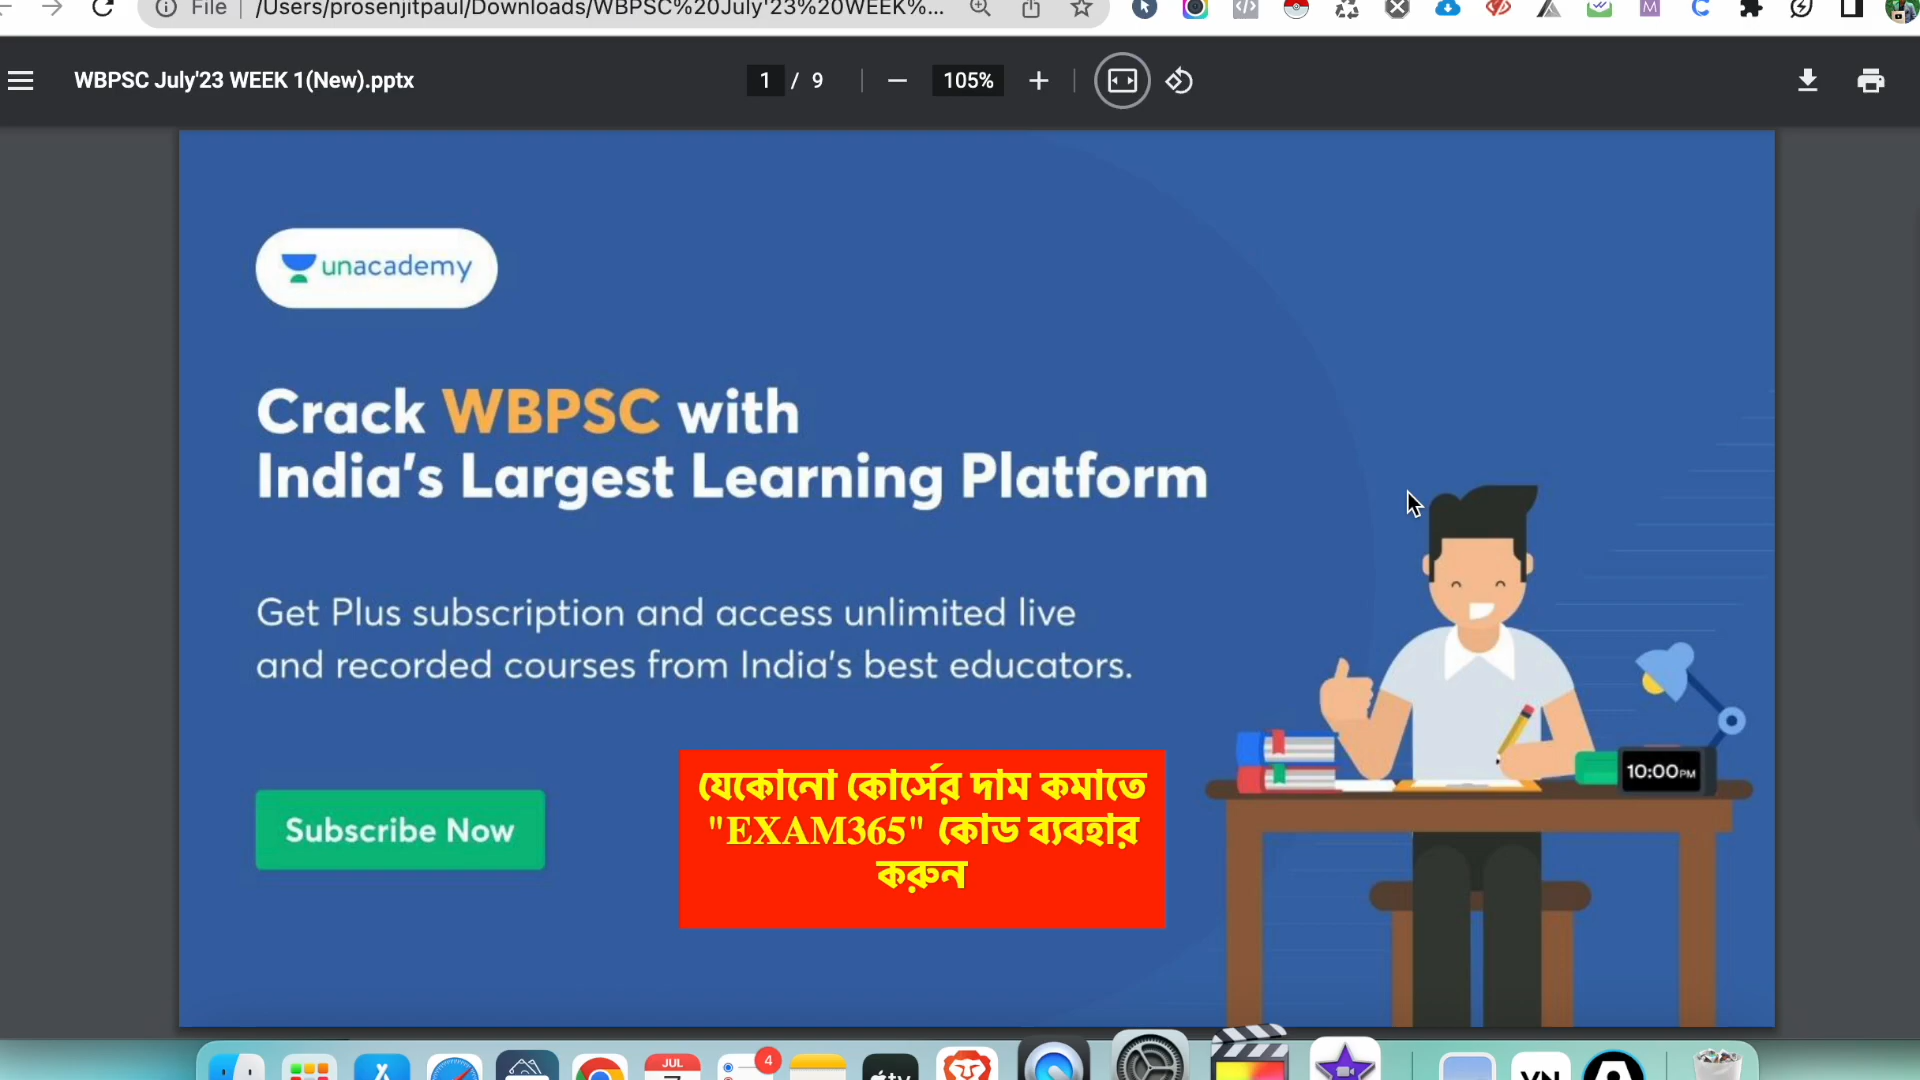 File
/Users/prosenjitpaul/Downloads/WBPSC%20July'23%20WEEK%...
WBPSC July'23 WEEK 1(New).pptx
1 / 9
105%
unacademy
Crack WBPSC with
India's Largest Learning Platform
Get Plus subscription and access unlimited live
and recorded courses from India's best educators.
10:00PM
যেকোনো কোর্সের দাম কমাতে
"EXAM365" কোড ব্যবহার
করুন
Subscribe Now
JUL
4